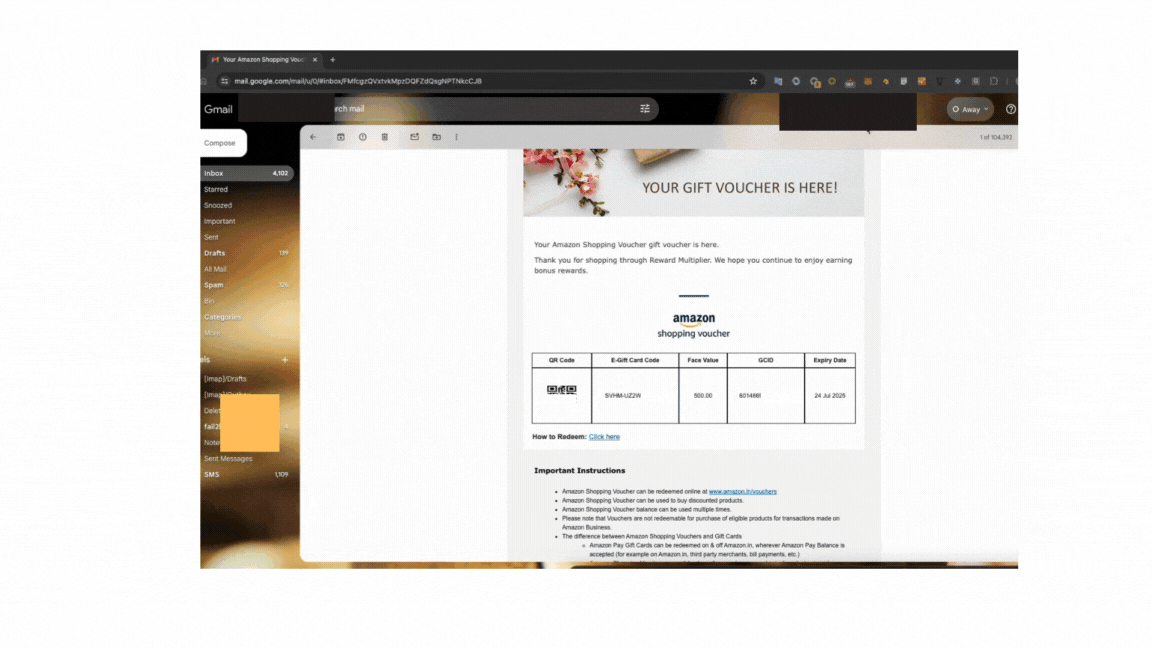 Your Amazon Shopping Vouc
mail.google.com/mail/u/0/#inbox/FMfcgzQVxtvkMpzDQFZdQsgNPTNkcCJB
Gmail
rch mail
Away
Compose
1 of 104,392
Inbox 4,102
Starred
Snoozed
Important
Sent
Drafts 139
All Mail
Spam 326
Bin
Categories
More
els
[Imap]/Drafts
[Imap]
Delet
fail2 4
Note
Sent Messages
SMS 1,109
YOUR GIFT VOUCHER IS HERE!
Your Amazon Shopping Voucher gift voucher is here.
Thank you for shopping through Reward Multiplier. We hope you continue to enjoy earning
bonus rewards.
amazon
shopping voucher
QR Code E-Gift Card Code Face Value GCID Expiry Date
SVHM-UZ2W 500.00 6014861 24 Jul 2025
How to Redeem: Click here
Important Instructions
Amazon Shopping Voucher can be redeemed online at www.amazon.in/vouchers
Amazon Shopping Voucher can be used to buy discounted products.
Amazon Shopping Voucher balance can be used multiple times.
Please note that Vouchers are not redeemable for purchase of eligible products for transactions made on
Amazon Business.
The difference between Amazon Shopping Vouchers and Gift Cards
Amazon Pay Gift Cards can be redeemed on & off Amazon.in, wherever Amazon Pay Balance is
accepted (for example on Amazon.in, third party merchants, bill payments, etc.)